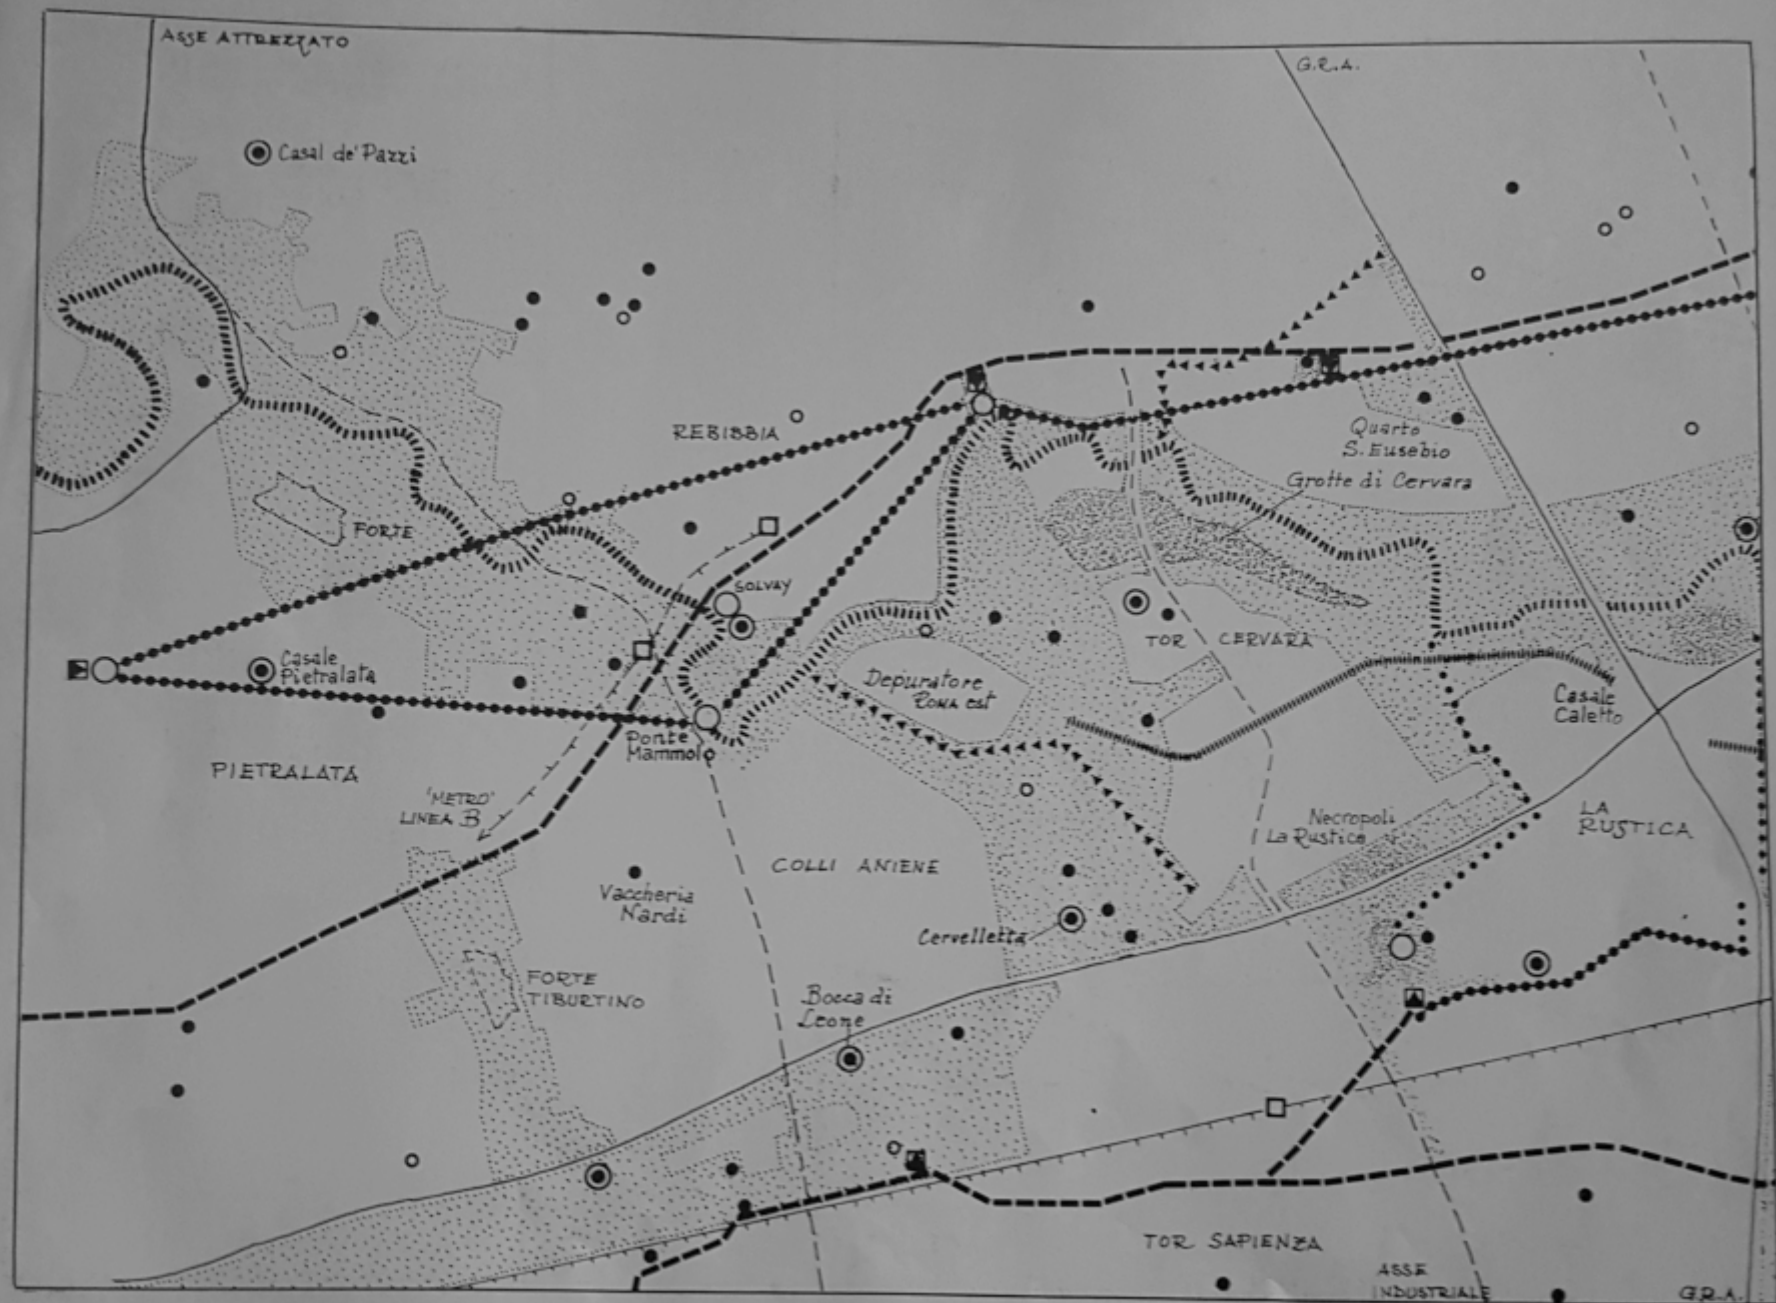 ASSE ATTREZZATO
G.R.A.
Casal de' Pazzi
REBIBBIA
Quarto
S. Eusebio
Grotte di Cervara
FORTE
SOLVAY
TOR CERVARA
Casale
Pietralata
Depuratore
ROMA est
Casale
Caletto
Ponte
Mammolo
PIETRALATA
'METRO'
LINEA B
Necropoli
La Rustica
LA
RUSTICA
COLLI ANIENE
Vaccheria
Nardi
Cervelletta
FORTE
TIBURTINO
Bocca di
Leone
TOR SAPIENZA
ASSE
INDUSTRIALE
G.R.A.